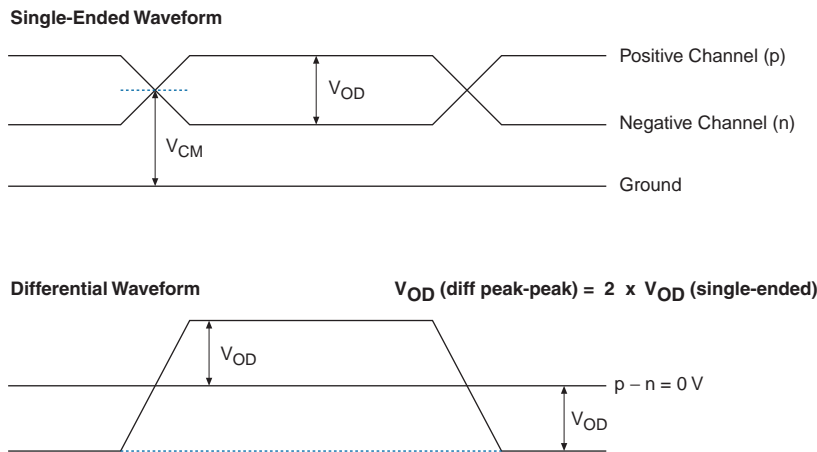 Single-Ended Waveform
Positive Channel (p)
VOD
Negative Channel (n)
VCM
Ground
Differential Waveform
VOD (diff peak-peak) = 2 x VOD (single-ended)
VOD
p – n = 0 V
VOD